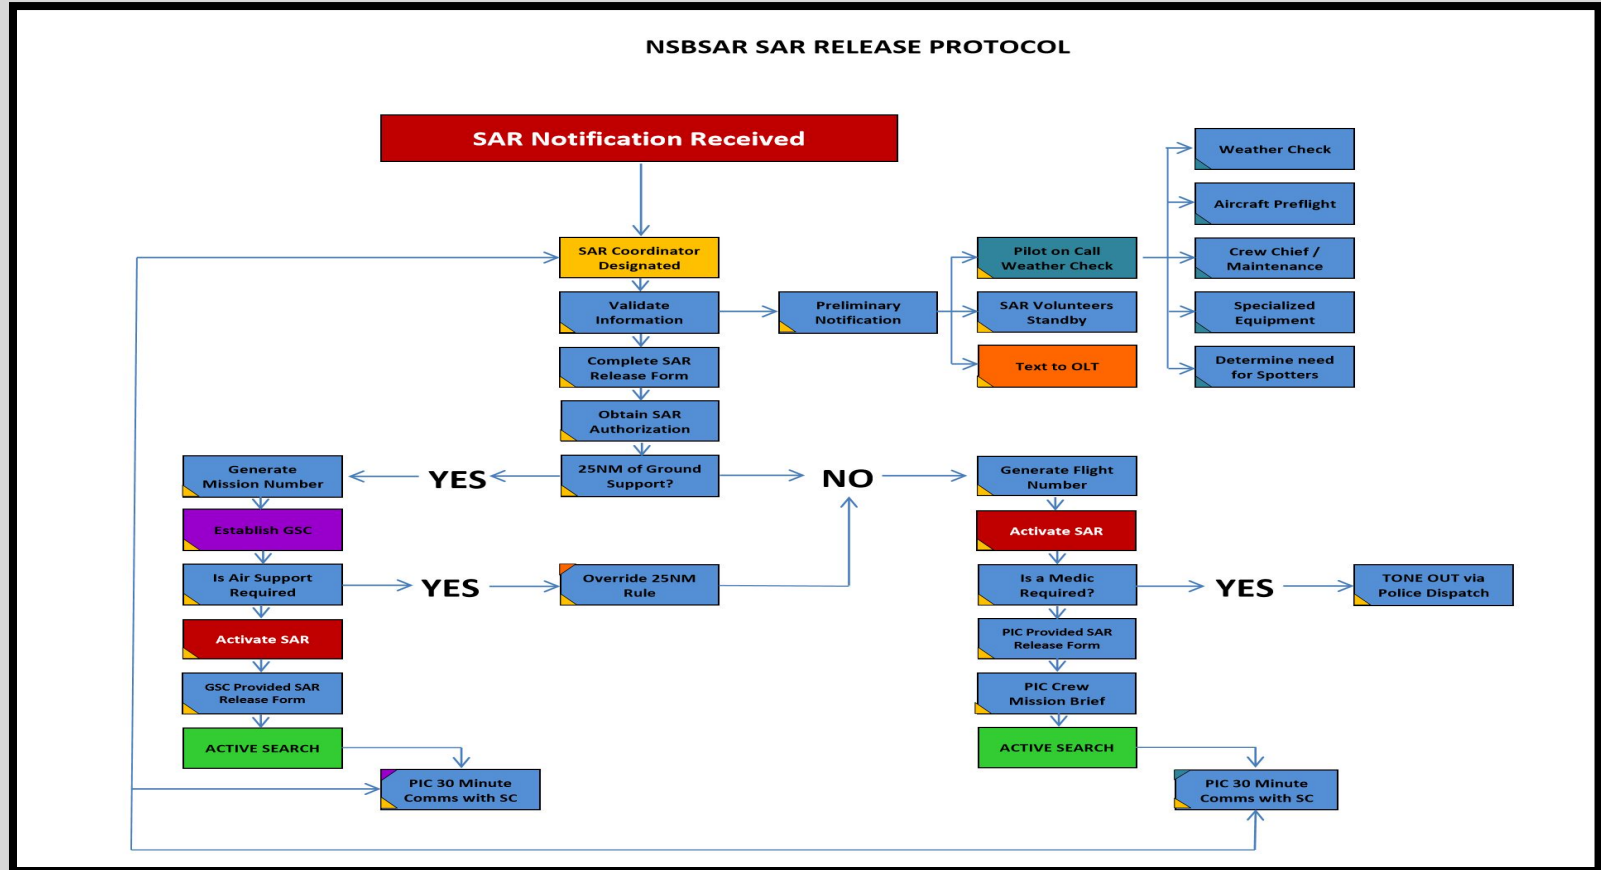 NSBSAR SAR RELEASE PROTOCOL
SAR Notification Received
SAR Coordinator
Designated
Validate
Information
Preliminary
Notification
Pilot on Call
Weather Check
SAR Volunteers
Standby
Text to OLT
Weather Check
Aircraft Preflight
Crew Chief /
Maintenance
Specialized
Equipment
Determine need
for Spotters
Complete SAR
Release Form
Obtain SAR
Authorization
25NM of Ground
Support?
YES
NO
Generate
Mission Number
Establish GSC
Is Air Support
Required
YES
Override 25NM
Rule
Activate SAR
GSC Provided SAR
Release Form
ACTIVE SEARCH
PIC 30 Minute
Comms with SC
Generate Flight
Number
Activate SAR
Is a Medic
Required?
YES
TONE OUT via
Police Dispatch
PIC Provided SAR
Release Form
PIC Crew
Mission Brief
ACTIVE SEARCH
PIC 30 Minute
Comms with SC